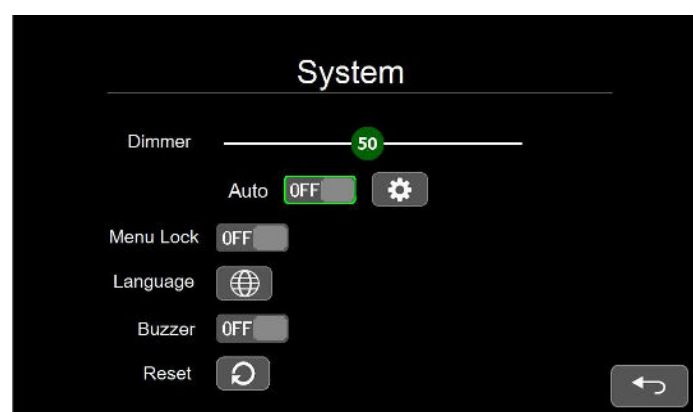 System
Dimmer 50
Auto OFF
Menu Lock OFF
Language
Buzzer OFF
Reset